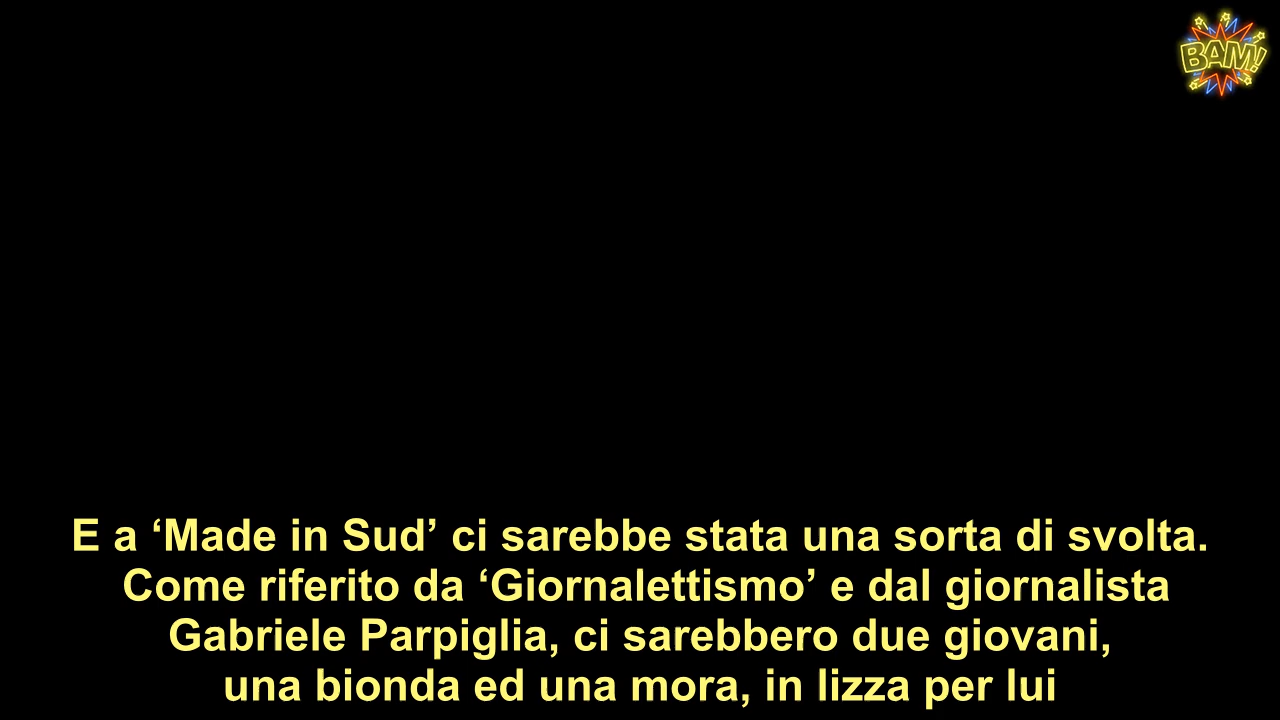 BAM!
E a ‘Made in Sud’ ci sarebbe stata una sorta di svolta.
Come riferito da ‘Giornalettismo’ e dal giornalista
Gabriele Parpiglia, ci sarebbero due giovani,
una bionda ed una mora, in lizza per lui